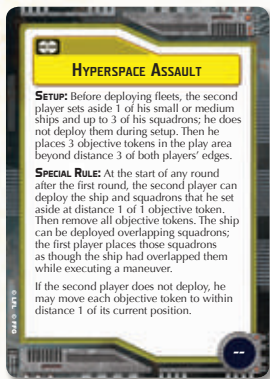 HYPERSPACE ASSAULT
SETUP: Before deploying fleets, the second
player sets aside 1 of his small or medium
ships and up to 3 of his squadrons; he does
not deploy them during setup. Then he
places 3 objective tokens in the play area
beyond distance 3 of both players' edges.
SPECIAL RULE: At the start of any round
after the first round, the second player can
deploy the ship and squadrons that he set
aside at distance 1 of 1 objective token.
Then remove all objective tokens. The ship
can be deployed overlapping squadrons;
the first player places those squadrons
as though the ship had overlapped them
while executing a maneuver.
If the second player does not deploy, he
may move each objective token to within
distance 1 of its current position.
© LFL © FFG
--